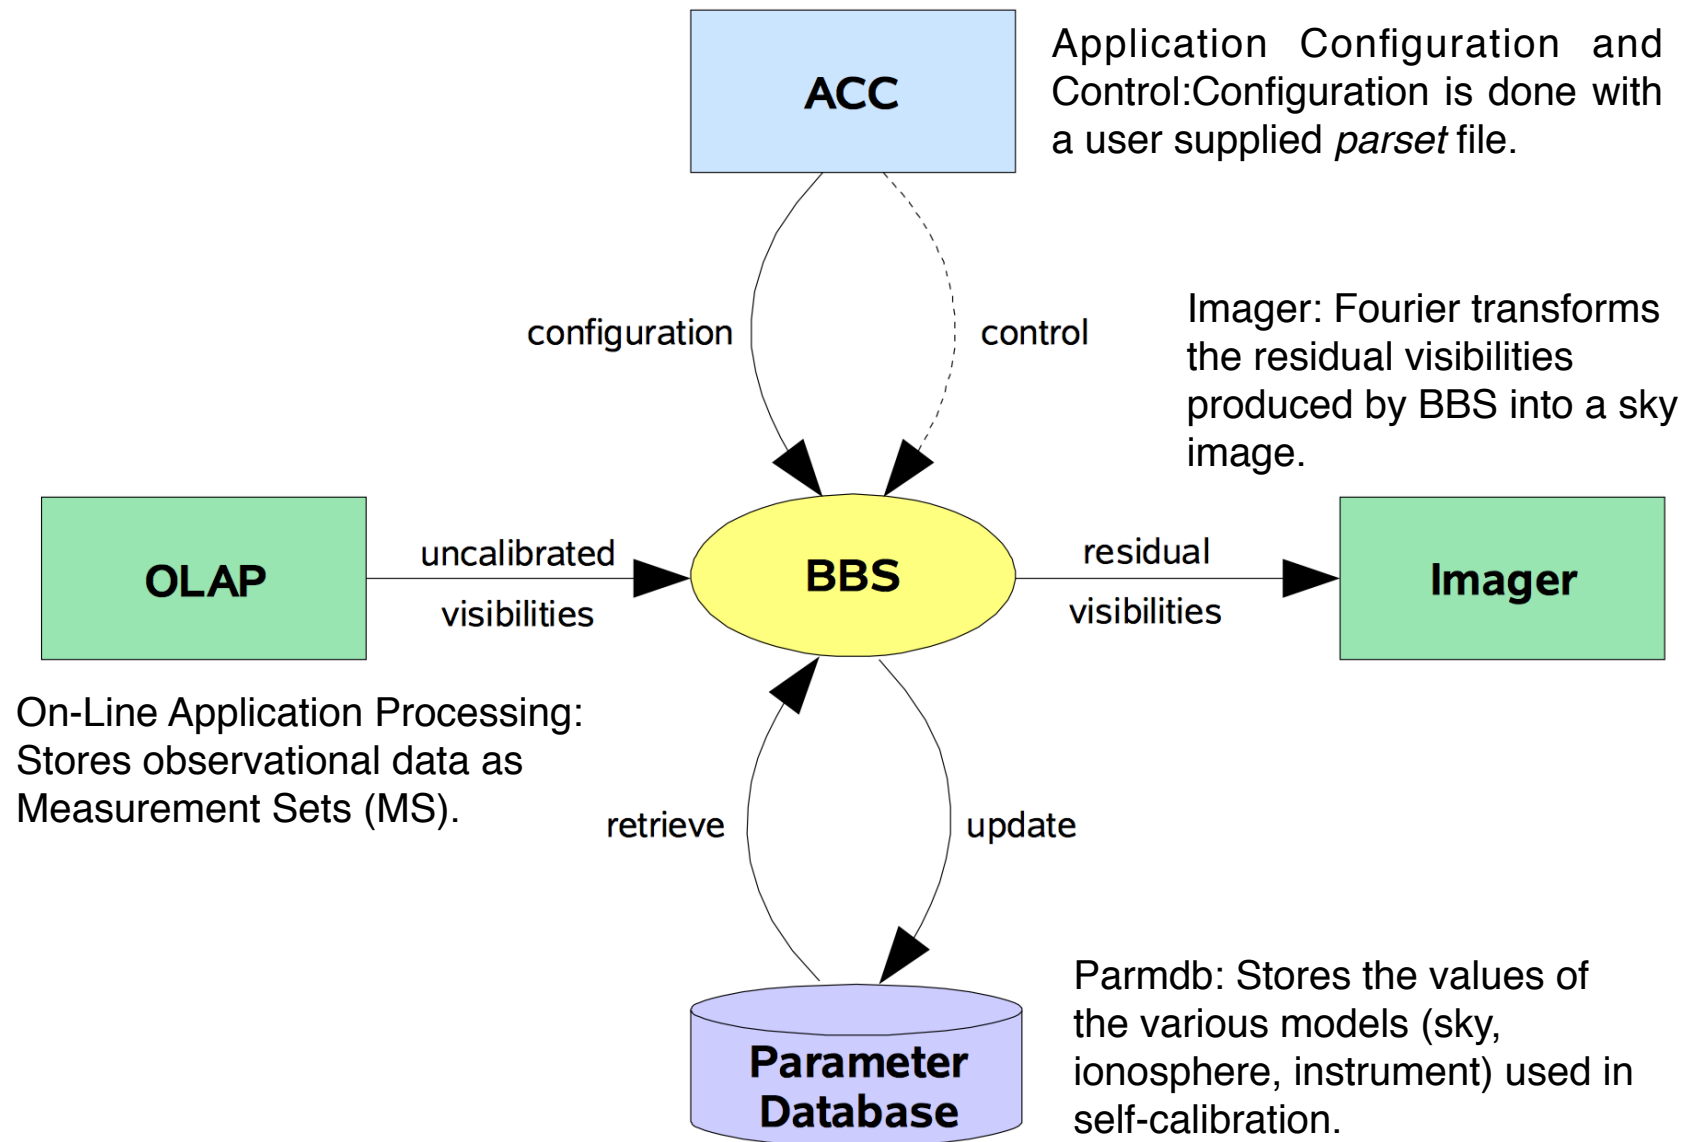 ACC
Application Configuration and
Control:Configuration is done with
a user supplied parset file.
configuration
control
Imager: Fourier transforms
the residual visibilities
produced by BBS into a sky
image.
OLAP
uncalibrated
visibilities
BBS
residual
visibilities
Imager
On-Line Application Processing:
Stores observational data as
Measurement Sets (MS).
retrieve
update
Parameter
Database
Parmdb: Stores the values of
the various models (sky,
ionosphere, instrument) used in
self-calibration.